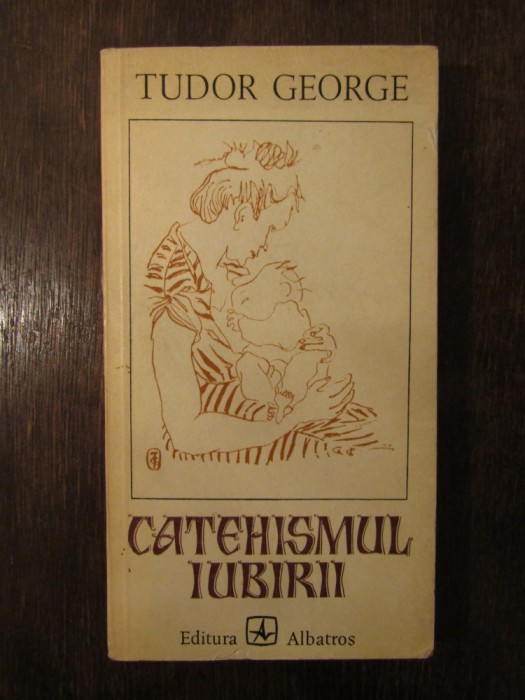 TUDOR GEORGE
CATEHISMUL
IUBIRII
Editura Albatros